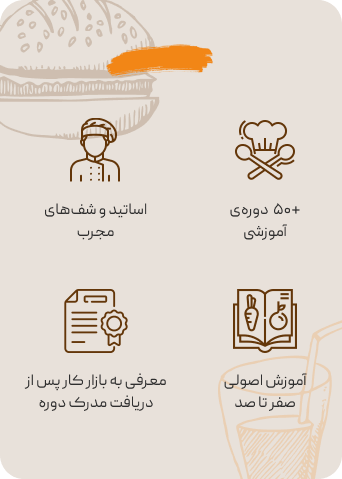 +۵۰ دوره‌ی
آموزشی
اساتید و شف‌های
مجرب
آموزش اصولی
صفر تا صد
معرفی به بازار کار پس از
دریافت مدرک دوره